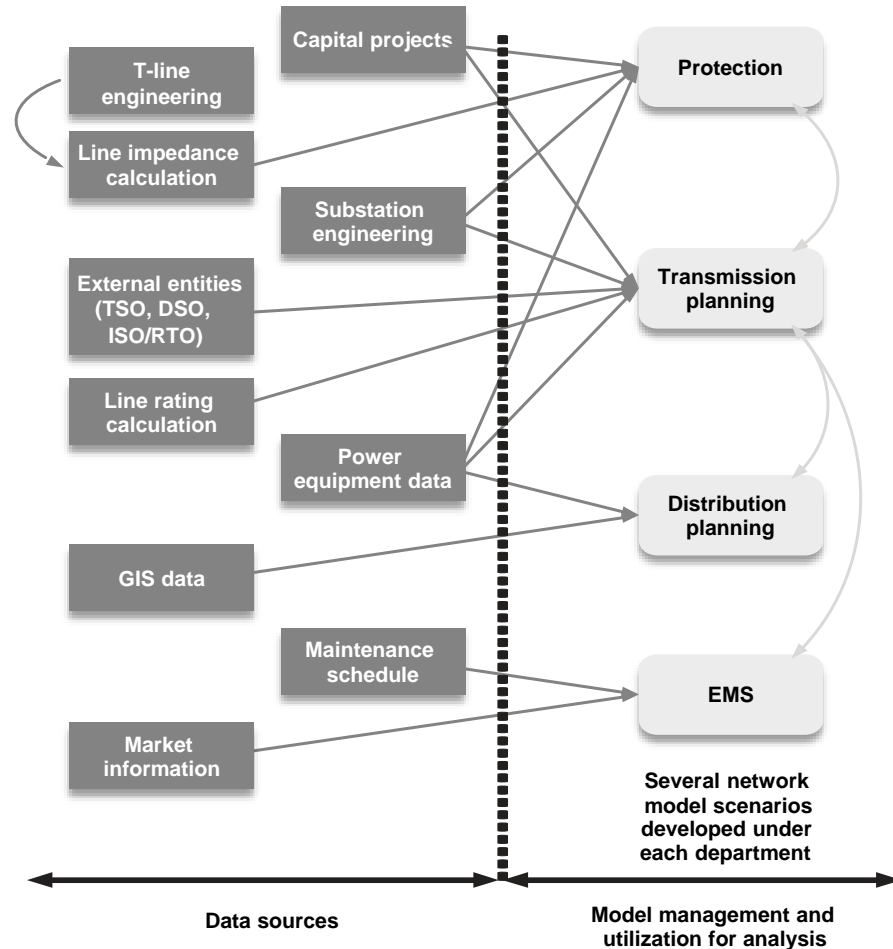 Capital projects
T-line
engineering
Line impedance
calculation
Substation
engineering
External entities
(TSO, DSO,
ISO/RTO)
Line rating
calculation
Power
equipment data
GIS data
Maintenance
schedule
Market
information
Protection
Transmission
planning
Distribution
planning
EMS
Several network
model scenarios
developed under
each department
Data sources
Model management and
utilization for analysis